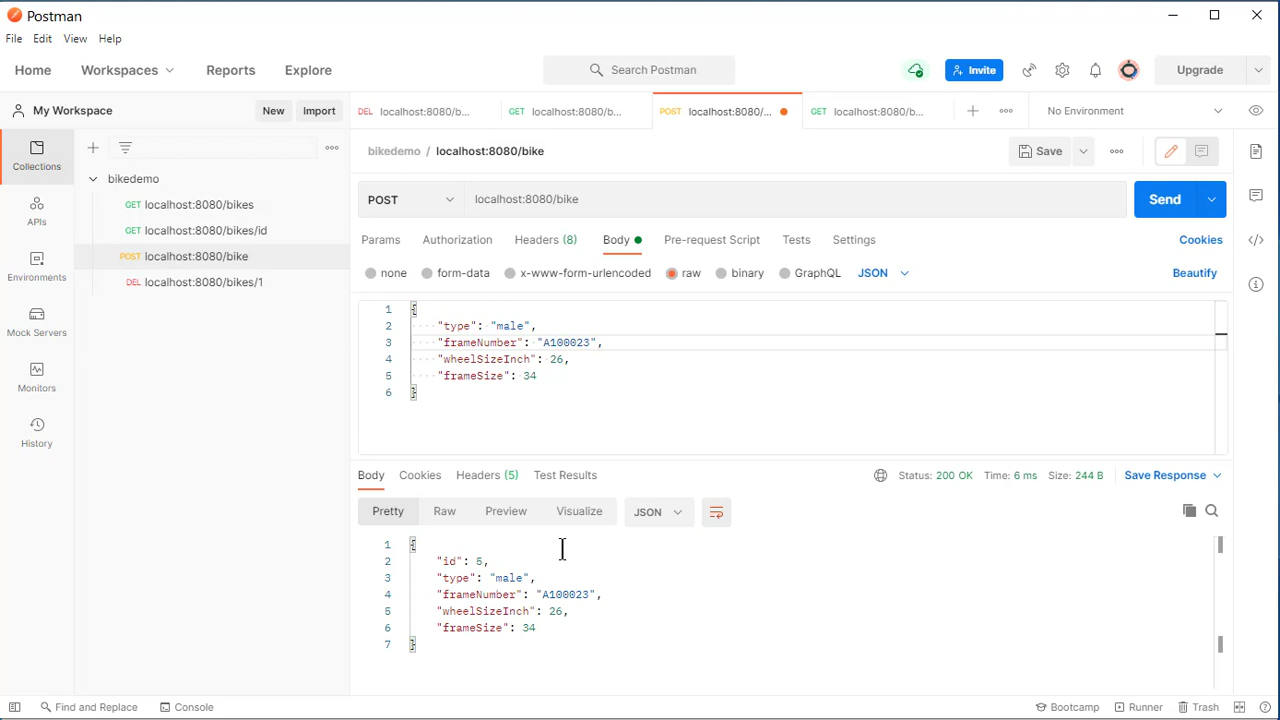 Postman
File Edit View Help
Home Workspaces Reports Explore Search Postman Invite Upgrade
My Workspace New Import DEL localhost:8080/b... GET localhost:8080/b... POST localhost:8080/... GET localhost:8080/b... No Environment
Collections
APIs
Environments
Mock Servers
Monitors
History
bikedemo
GET localhost:8080/bikes
GET localhost:8080/bikes/id
POST localhost:8080/bike
DEL localhost:8080/bikes/1
bikedemo / localhost:8080/bike Save
POST localhost:8080/bike Send
Params Authorization Headers (8) Body Pre-request Script Tests Settings Cookies
none form-data x-www-form-urlencoded raw binary GraphQL JSON Beautify
1 {
2 "type": "male",
3 "frameNumber": "A100023",
4 "wheelSizeInch": 26,
5 "frameSize": 34
6 }
Body Cookies Headers (5) Test Results Status: 200 OK Time: 6 ms Size: 244 B Save Response
Pretty Raw Preview Visualize JSON
1 {
2 "id": 5,
3 "type": "male",
4 "frameNumber": "A100023",
5 "wheelSizeInch": 26,
6 "frameSize": 34
7 }
Find and Replace Console Bootcamp Runner Trash